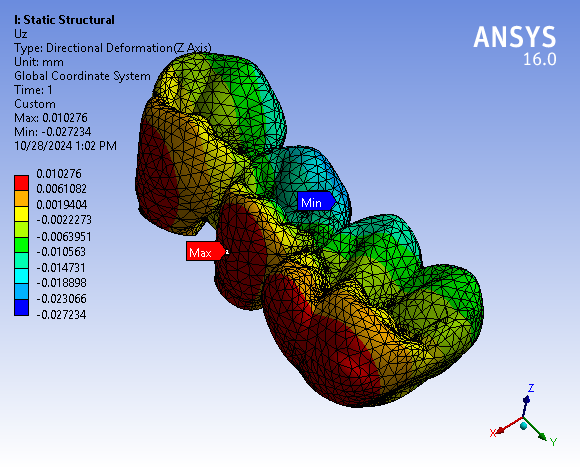 I: Static Structural
Uz
Type: Directional Deformation(Z Axis)
Unit: mm
Global Coordinate System
Time: 1
Custom
Max: 0.010276
Min: -0.027234
10/28/2024 1:02 PM
ANSYS
16.0
0.010276
0.0061082
0.0019404
-0.0022273
-0.0063951
-0.010563
-0.014731
-0.018898
-0.023066
-0.027234
Min
Max
Z
X
Y